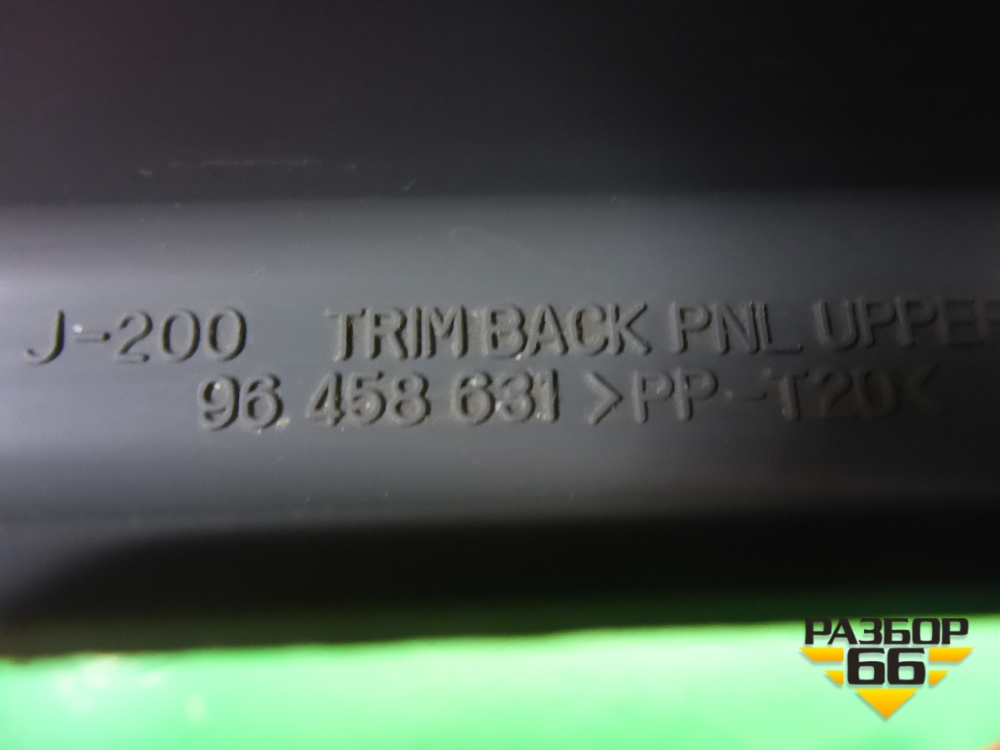 J-200 TRIM BACK PNL UPPER
96 458 631 >PP-T20<
РАЗБОР
66